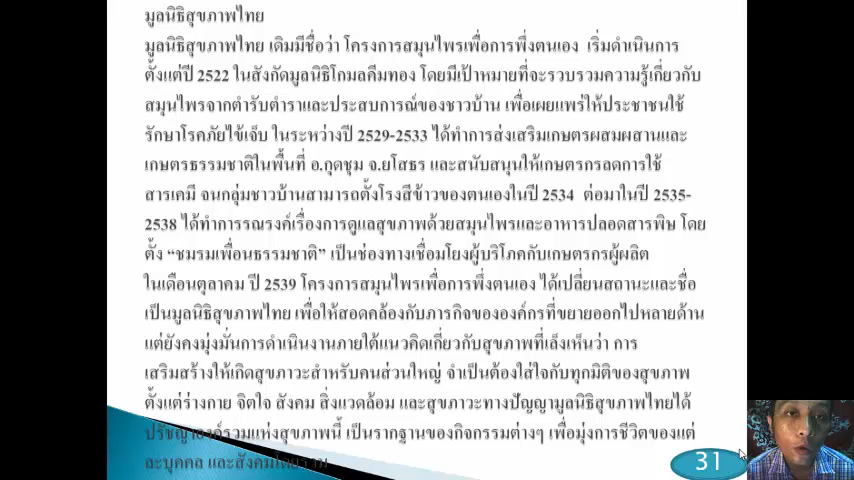 มูลนิธิสุขภาพไทย
มูลนิธิสุขภาพไทย เดิมมีชื่อว่า โครงการสมุนไพรเพื่อการพึ่งตนเอง เริ่มดำเนินการ
ตั้งแต่ปี 2522 ในสังกัดมูลนิธิโกมลคีมทอง โดยมีเป้าหมายที่จะรวบรวมความรู้เกี่ยวกับ
สมุนไพรจากตำรับตำราและประสบการณ์ของชาวบ้าน เพื่อเผยแพร่ให้ประชาชนใช้
รักษาโรคภัยไข้เจ็บ ในระหว่างปี 2529-2533 ได้ทำการส่งเสริมเกษตรผสมผสานและ
เกษตรธรรมชาติในพื้นที่ อ.กุดชุม จ.ยโสธร และสนับสนุนให้เกษตรกรลดการใช้
สารเคมี จนกลุ่มชาวบ้านสามารถตั้งโรงสีข้าวของตนเองในปี 2534 ต่อมาในปี 2535-
2538 ได้ทำการรณรงค์เรื่องการดูแลสุขภาพด้วยสมุนไพรและอาหารปลอดสารพิษ โดย
ตั้ง “ชมรมเพื่อนธรรมชาติ” เป็นช่องทางเชื่อมโยงผู้บริโภคกับเกษตรกรผู้ผลิต
ในเดือนตุลาคม ปี 2539 โครงการสมุนไพรเพื่อการพึ่งตนเอง ได้เปลี่ยนสถานะและชื่อ
เป็นมูลนิธิสุขภาพไทย เพื่อให้สอดคล้องกับภารกิจขององค์กรที่ขยายออกไปหลายด้าน
แต่ยังคงมุ่งมั่นการดำเนินงานภายใต้แนวคิดเกี่ยวกับสุขภาพที่เล็งเห็นว่า การ
เสริมสร้างให้เกิดสุขภาวะสำหรับคนส่วนใหญ่ จำเป็นต้องใส่ใจกับทุกมิติของสุขภาพ
ตั้งแต่ร่างกาย จิตใจ สังคม สิ่งแวดล้อม และสุขภาวะทางปัญญามูลนิธิสุขภาพไทยได้
ปรัชญาองค์รวมแห่งสุขภาพนี้ เป็นรากฐานของกิจกรรมต่างๆ เพื่อมุ่งการชีวิตของแต่
ละบุคคล และสังคมโดยรวม
31